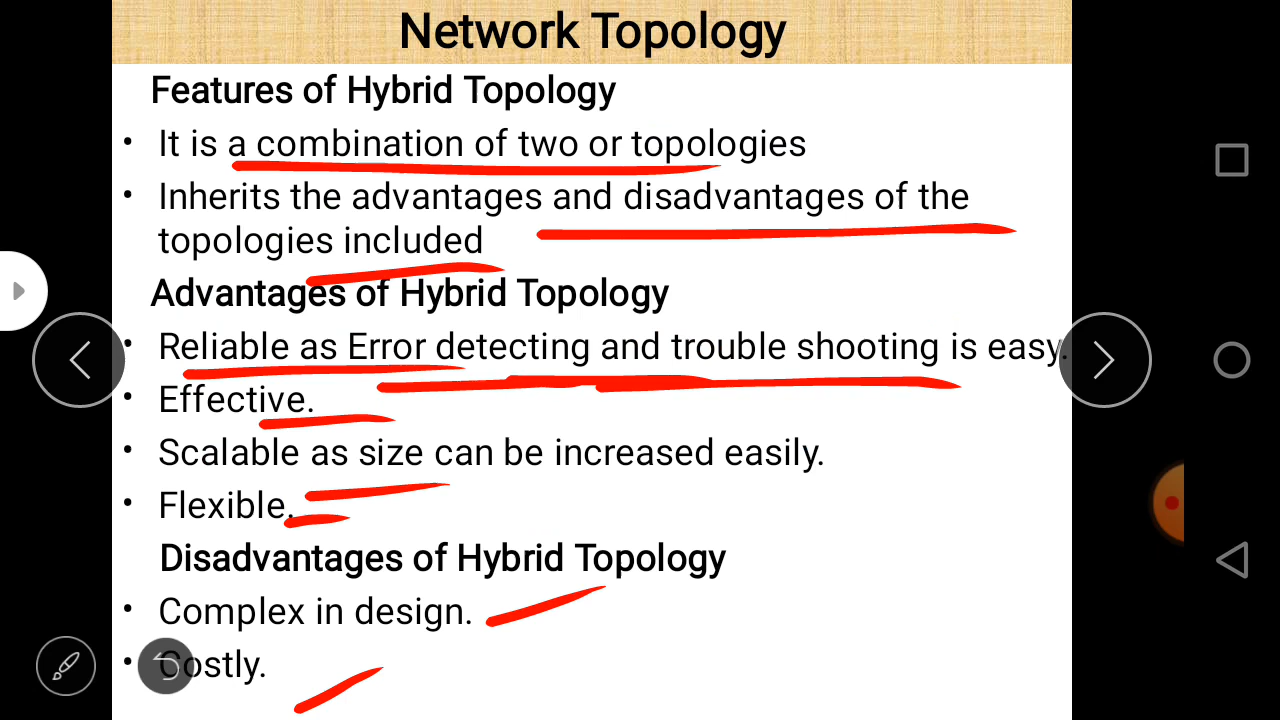 Network Topology
Features of Hybrid Topology
• It is a combination of two or topologies
• Inherits the advantages and disadvantages of the
topologies included
Advantages of Hybrid Topology
• Reliable as Error detecting and trouble shooting is easy.
• Effective.
• Scalable as size can be increased easily.
• Flexible.
Disadvantages of Hybrid Topology
• Complex in design.
• Costly.